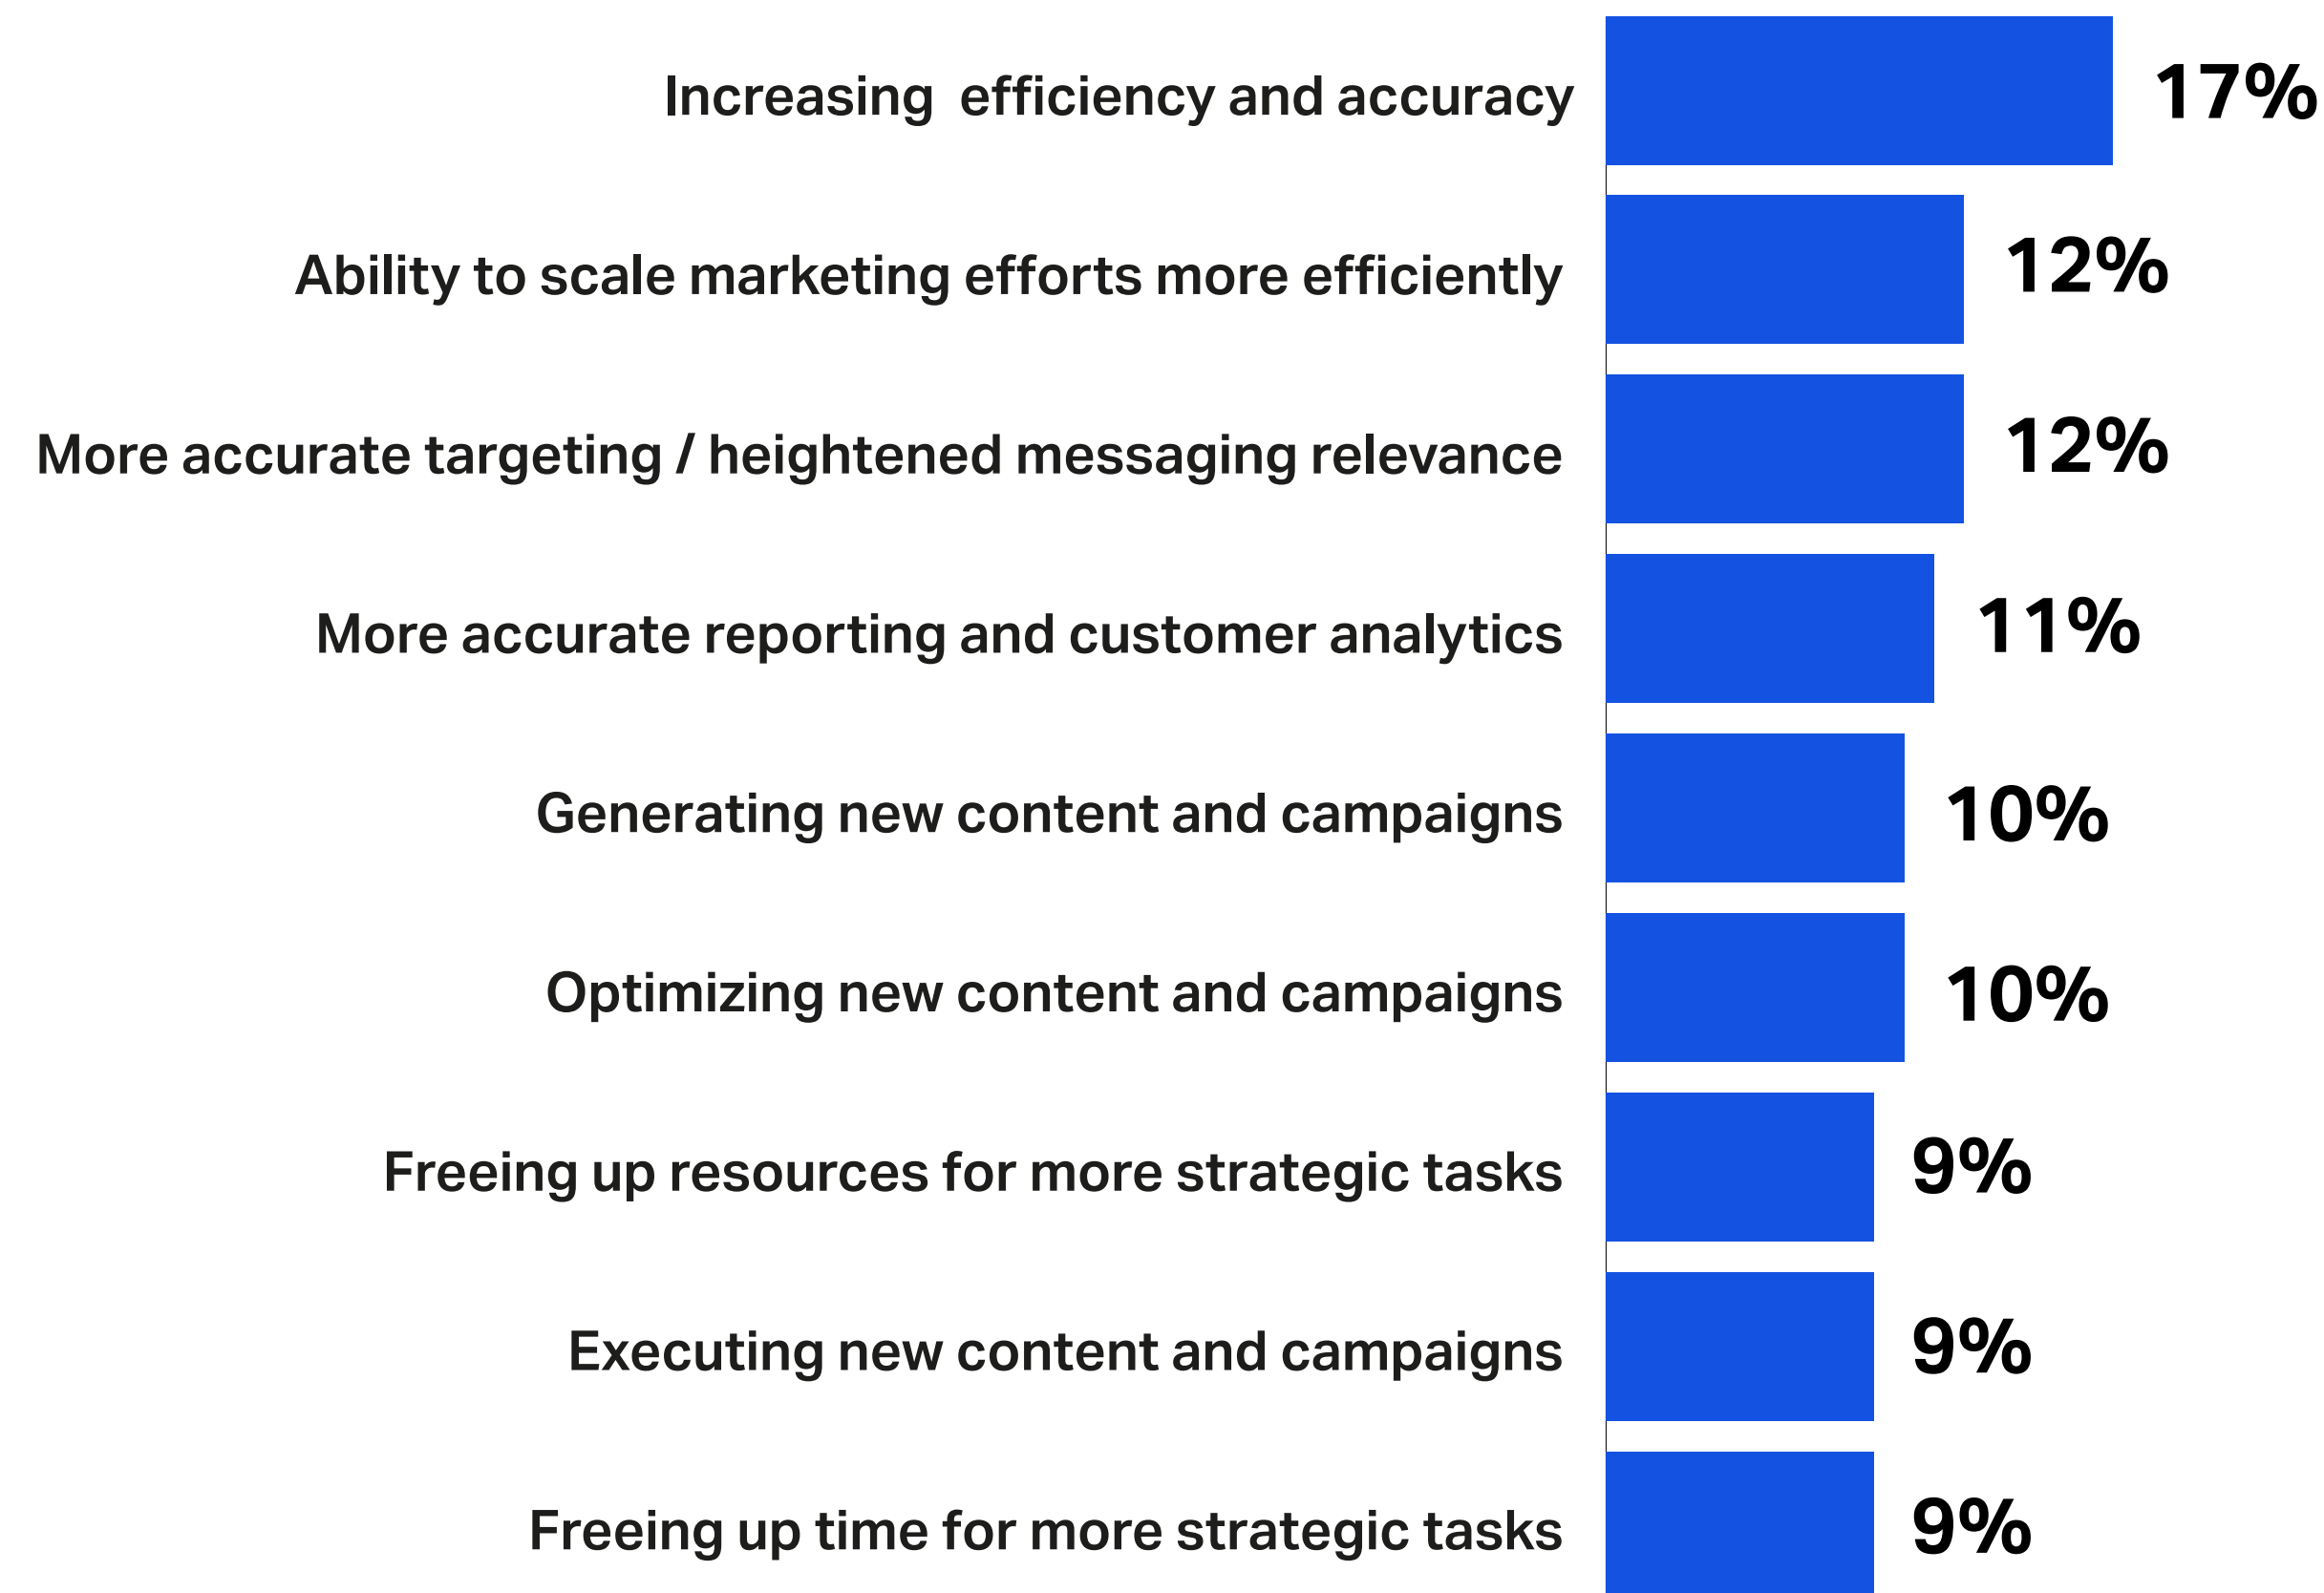 Increasing efficiency and accuracy 17%
Ability to scale marketing efforts more efficiently 12%
More accurate targeting / heightened messaging relevance 12%
More accurate reporting and customer analytics 11%
Generating new content and campaigns 10%
Optimizing new content and campaigns 10%
Freeing up resources for more strategic tasks 9%
Executing new content and campaigns 9%
Freeing up time for more strategic tasks 9%